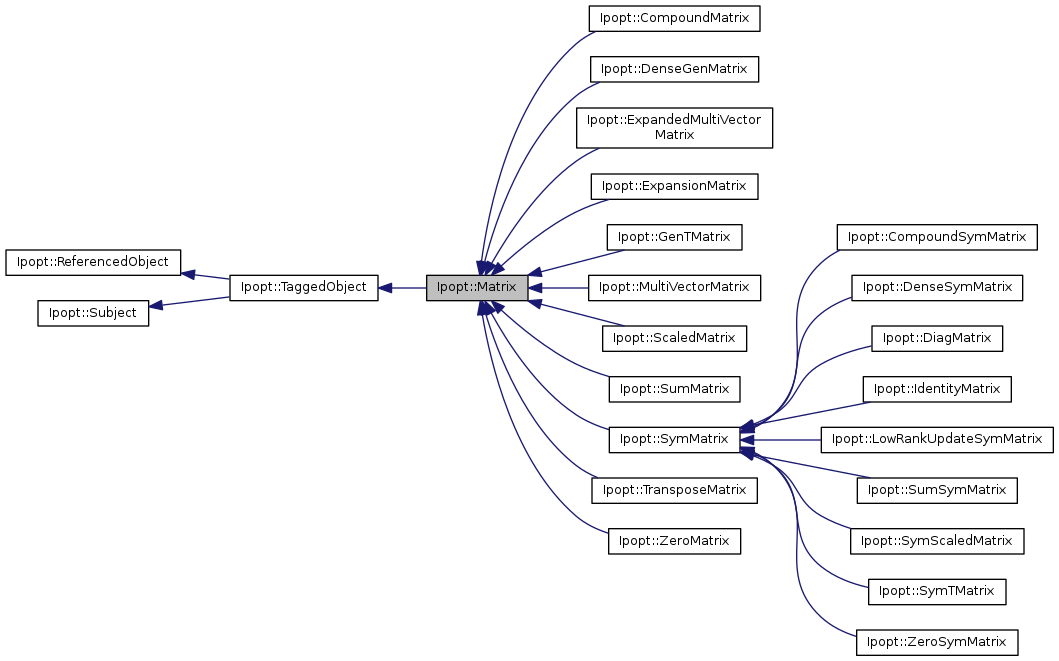 Ipopt::ReferencedObject
Ipopt::Subject
Ipopt::TaggedObject
Ipopt::Matrix
Ipopt::CompoundMatrix
Ipopt::DenseGenMatrix
Ipopt::ExpandedMultiVector
Matrix
Ipopt::ExpansionMatrix
Ipopt::GenTMatrix
Ipopt::MultiVectorMatrix
Ipopt::ScaledMatrix
Ipopt::SumMatrix
Ipopt::SymMatrix
Ipopt::TransposeMatrix
Ipopt::ZeroMatrix
Ipopt::CompoundSymMatrix
Ipopt::DenseSymMatrix
Ipopt::DiagMatrix
Ipopt::IdentityMatrix
Ipopt::LowRankUpdateSymMatrix
Ipopt::SumSymMatrix
Ipopt::SymScaledMatrix
Ipopt::SymTMatrix
Ipopt::ZeroSymMatrix